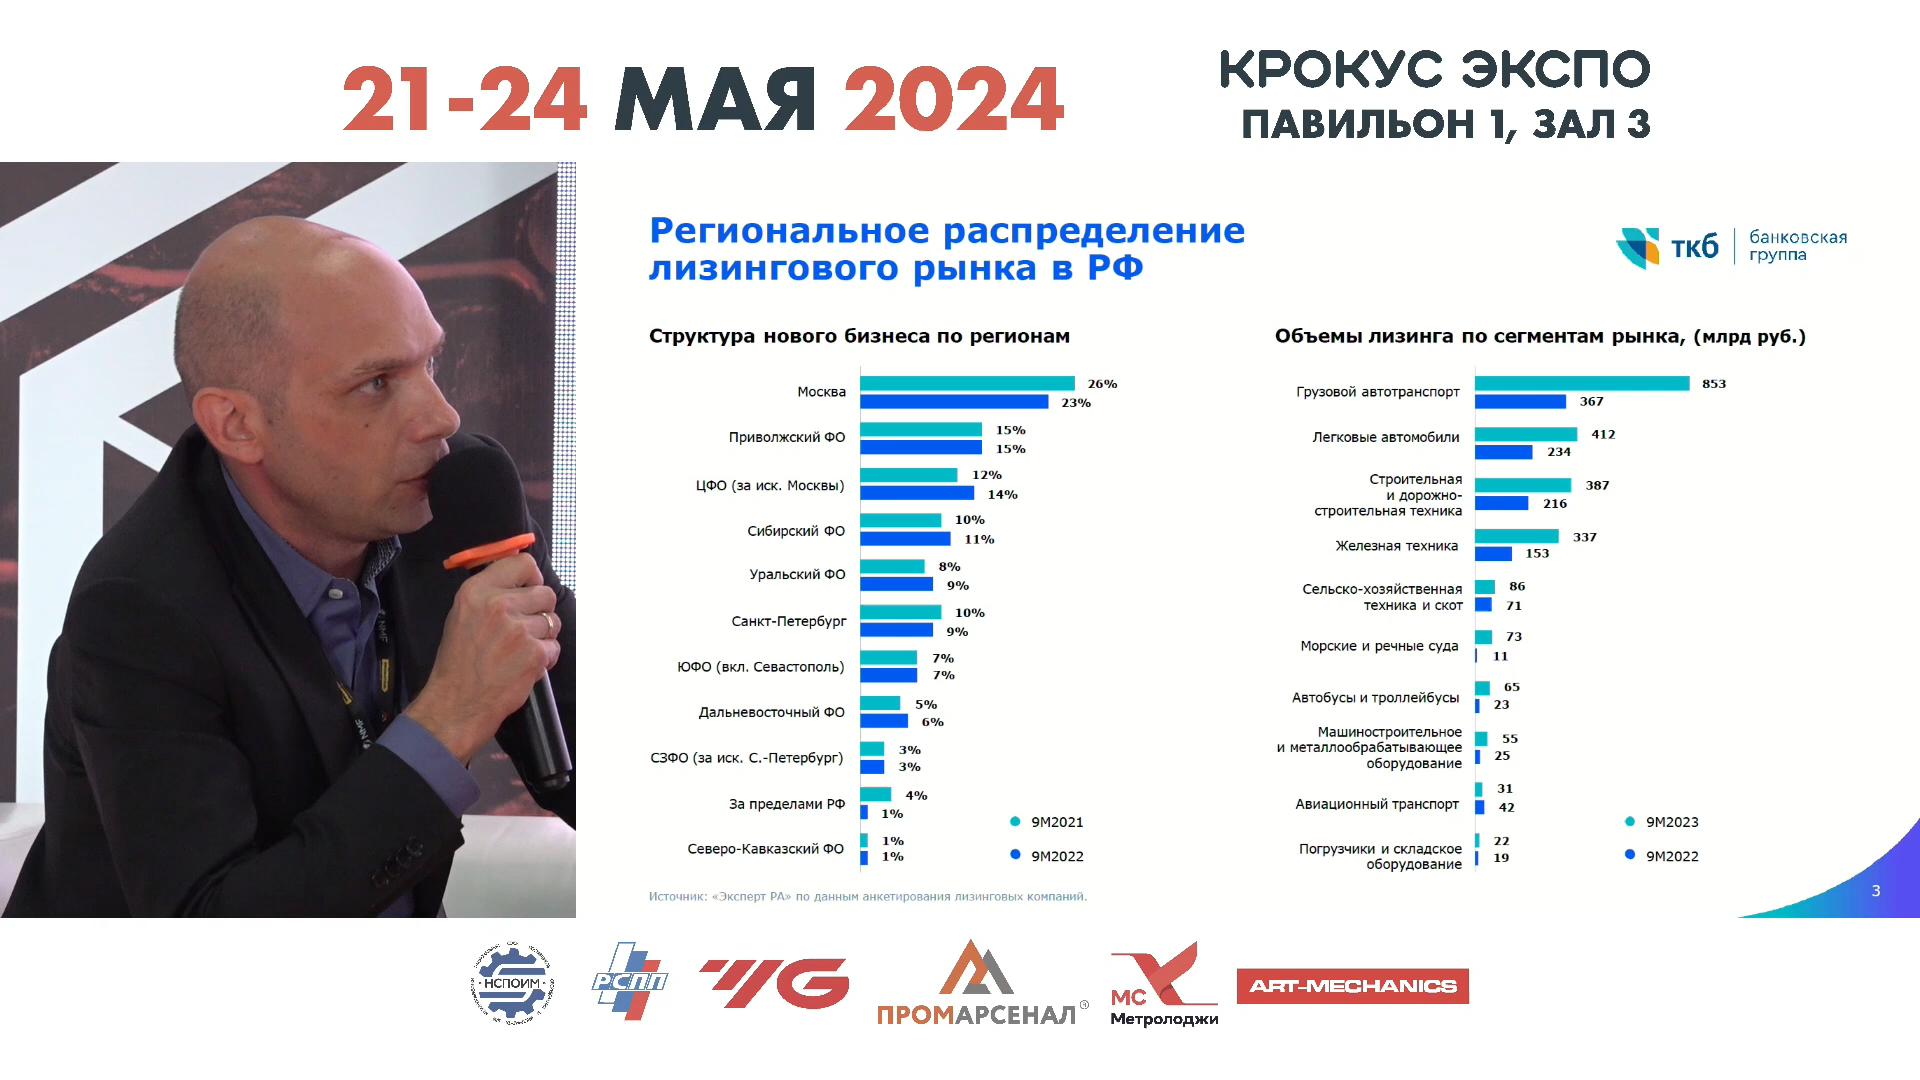 21-24 МАЯ 2024
КРОКУС ЭКСПО
ПАВИЛЬОН 1, ЗАЛ 3
Региональное распределение
лизингового рынка в РФ
ткб
банковская
группа
Структура нового бизнеса по регионам
Москва
26%
23%
Приволжский ФО
15%
15%
ЦФО (за иск. Москвы)
12%
14%
Сибирский ФО
10%
11%
Уральский ФО
8%
9%
Санкт-Петербург
10%
9%
ЮФО (вкл. Севастополь)
7%
7%
Дальневосточный ФО
5%
6%
СЗФО (за иск. С.-Петербург)
3%
3%
За пределами РФ
4%
1%
Северо-Кавказский ФО
1%
1%
9М2021
9М2022
Источник: «Эксперт РА» по данным анкетирования лизинговых компаний.
Объемы лизинга по сегментам рынка, (млрд руб.)
Грузовой автотранспорт
853
367
Легковые автомобили
412
234
Строительная
и дорожно-
строительная техника
387
216
Железная техника
337
153
Сельско-хозяйственная
техника и скот
86
71
Морские и речные суда
73
11
Автобусы и троллейбусы
65
23
Машиностроительное
и металлообрабатывающее
оборудование
55
25
Авиационный транспорт
31
42
Погрузчики и складское
оборудование
22
19
9М2023
9М2022
3
НСПОИМ
РСПП
YG
ПРОМАРСЕНАЛ®
МС
Метролоджи
ART-MECHANICS